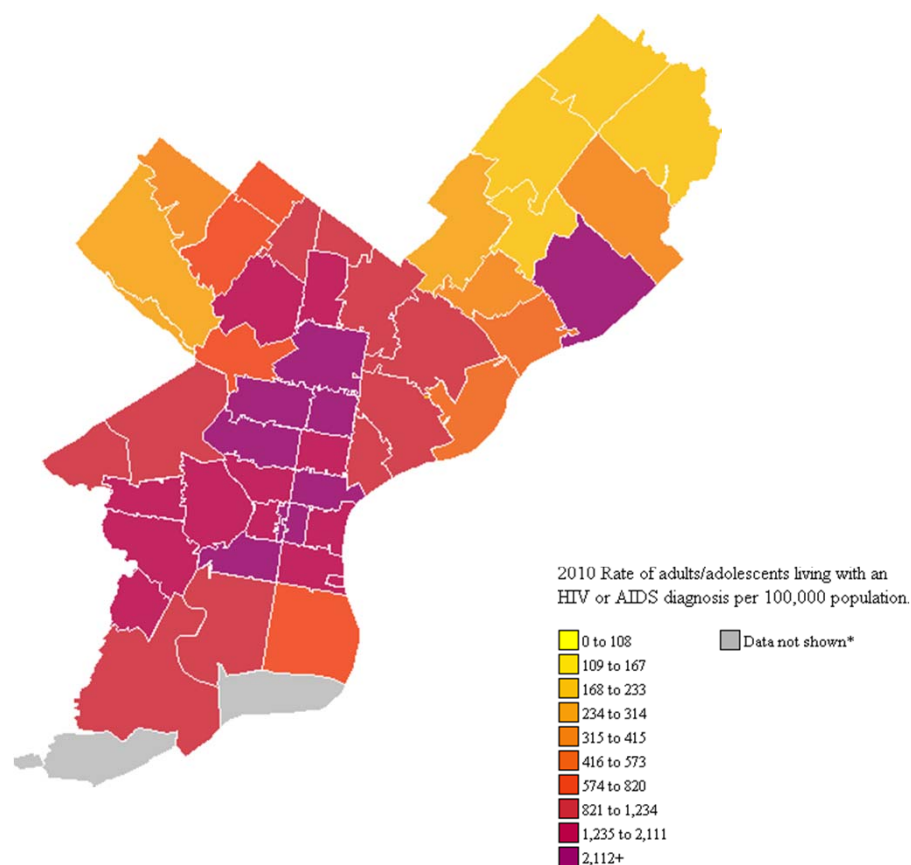 2010 Rate of adults/adolescents living with an
HIV or AIDS diagnosis per 100,000 population.
0 to 108
Data not shown*
109 to 167
168 to 233
234 to 314
315 to 415
416 to 573
574 to 820
821 to 1,234
1,235 to 2,111
2,112+